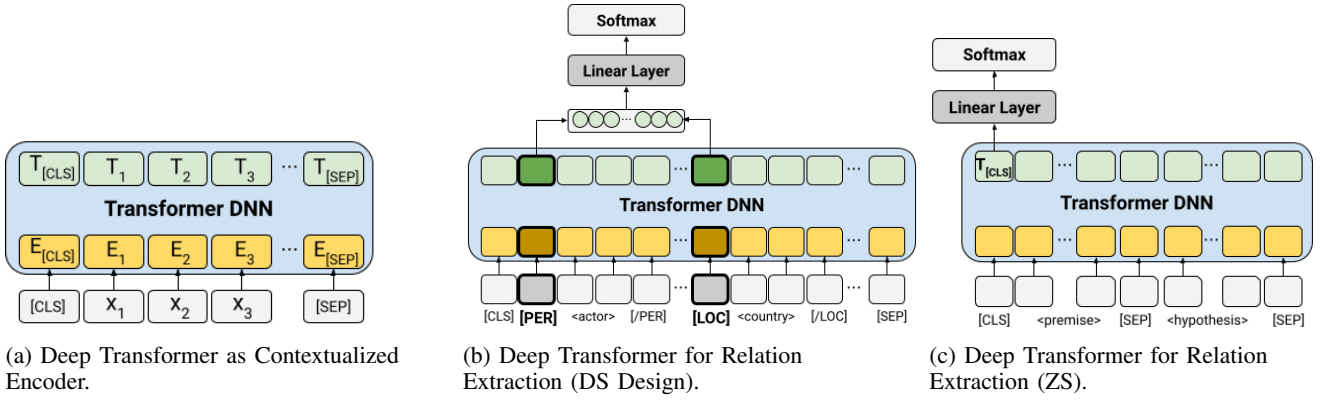 T[CLS] T1 T2 T3 ... T[SEP]
Transformer DNN
E[CLS] E1 E2 E3 ... E[SEP]
[CLS] X1 X2 X3 [SEP]
(a) Deep Transformer as Contextualized
Encoder.
Softmax
Linear Layer
...
... ...
Transformer DNN
... ...
... ...
[CLS] [PER] <actor> [/PER] [LOC] <country> [/LOC] [SEP]
(b) Deep Transformer for Relation
Extraction (DS Design).
Softmax
Linear Layer
T[CLS] ... ...
Transformer DNN
... ...
[CLS] <premise> [SEP] <hypothesis> [SEP]
(c) Deep Transformer for Relation
Extraction (ZS).